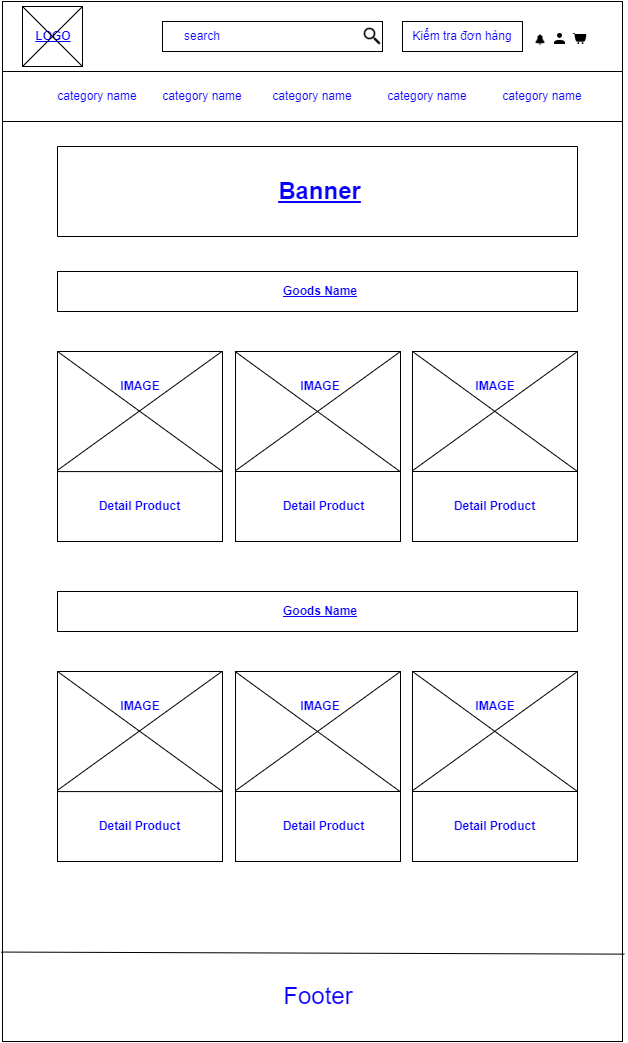 LOGO
search
Kiểm tra đơn hàng
category name
category name
category name
category name
category name
Banner
Goods Name
IMAGE
IMAGE
IMAGE
Detail Product
Detail Product
Detail Product
Goods Name
IMAGE
IMAGE
IMAGE
Detail Product
Detail Product
Detail Product
Footer